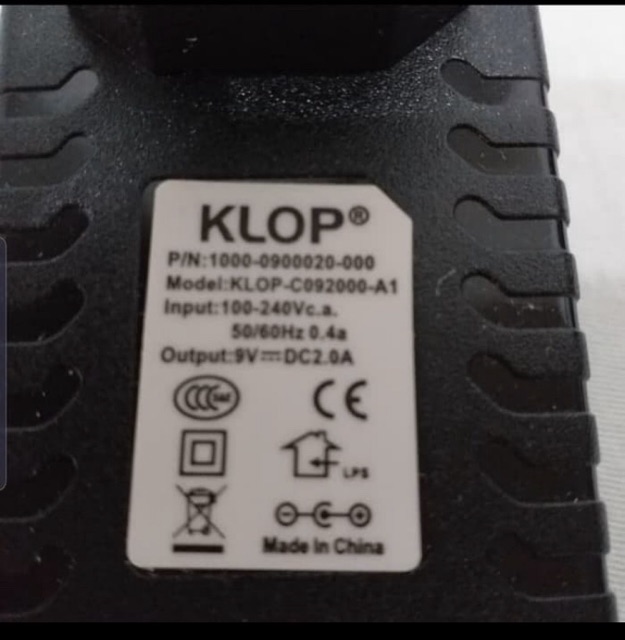 KLOP®
P/N:1000-0900020-000
Model:KLOP-C092000-A1
Input:100-240Vc.a.
50/60Hz 0.4a
Output:9V⎓DC2.0A
CE
LPS
Made In China